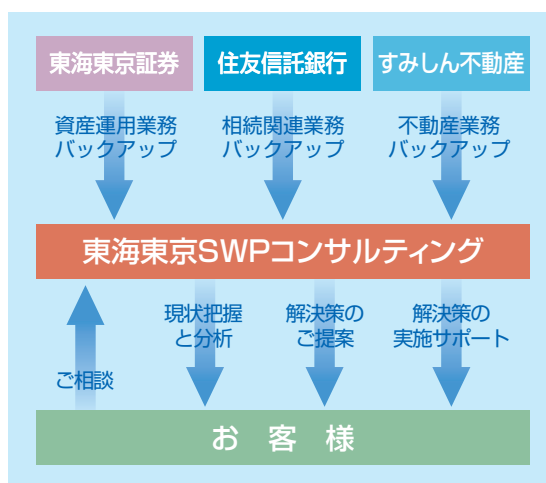 東海東京証券
住友信託銀行
すみしん不動産
資産運用業務
バックアップ
相続関連業務
バックアップ
不動産業務
バックアップ
東海東京SWPコンサルティング
ご相談
現状把握
と分析
解決策の
ご提案
解決策の
実施サポート
お 客 様